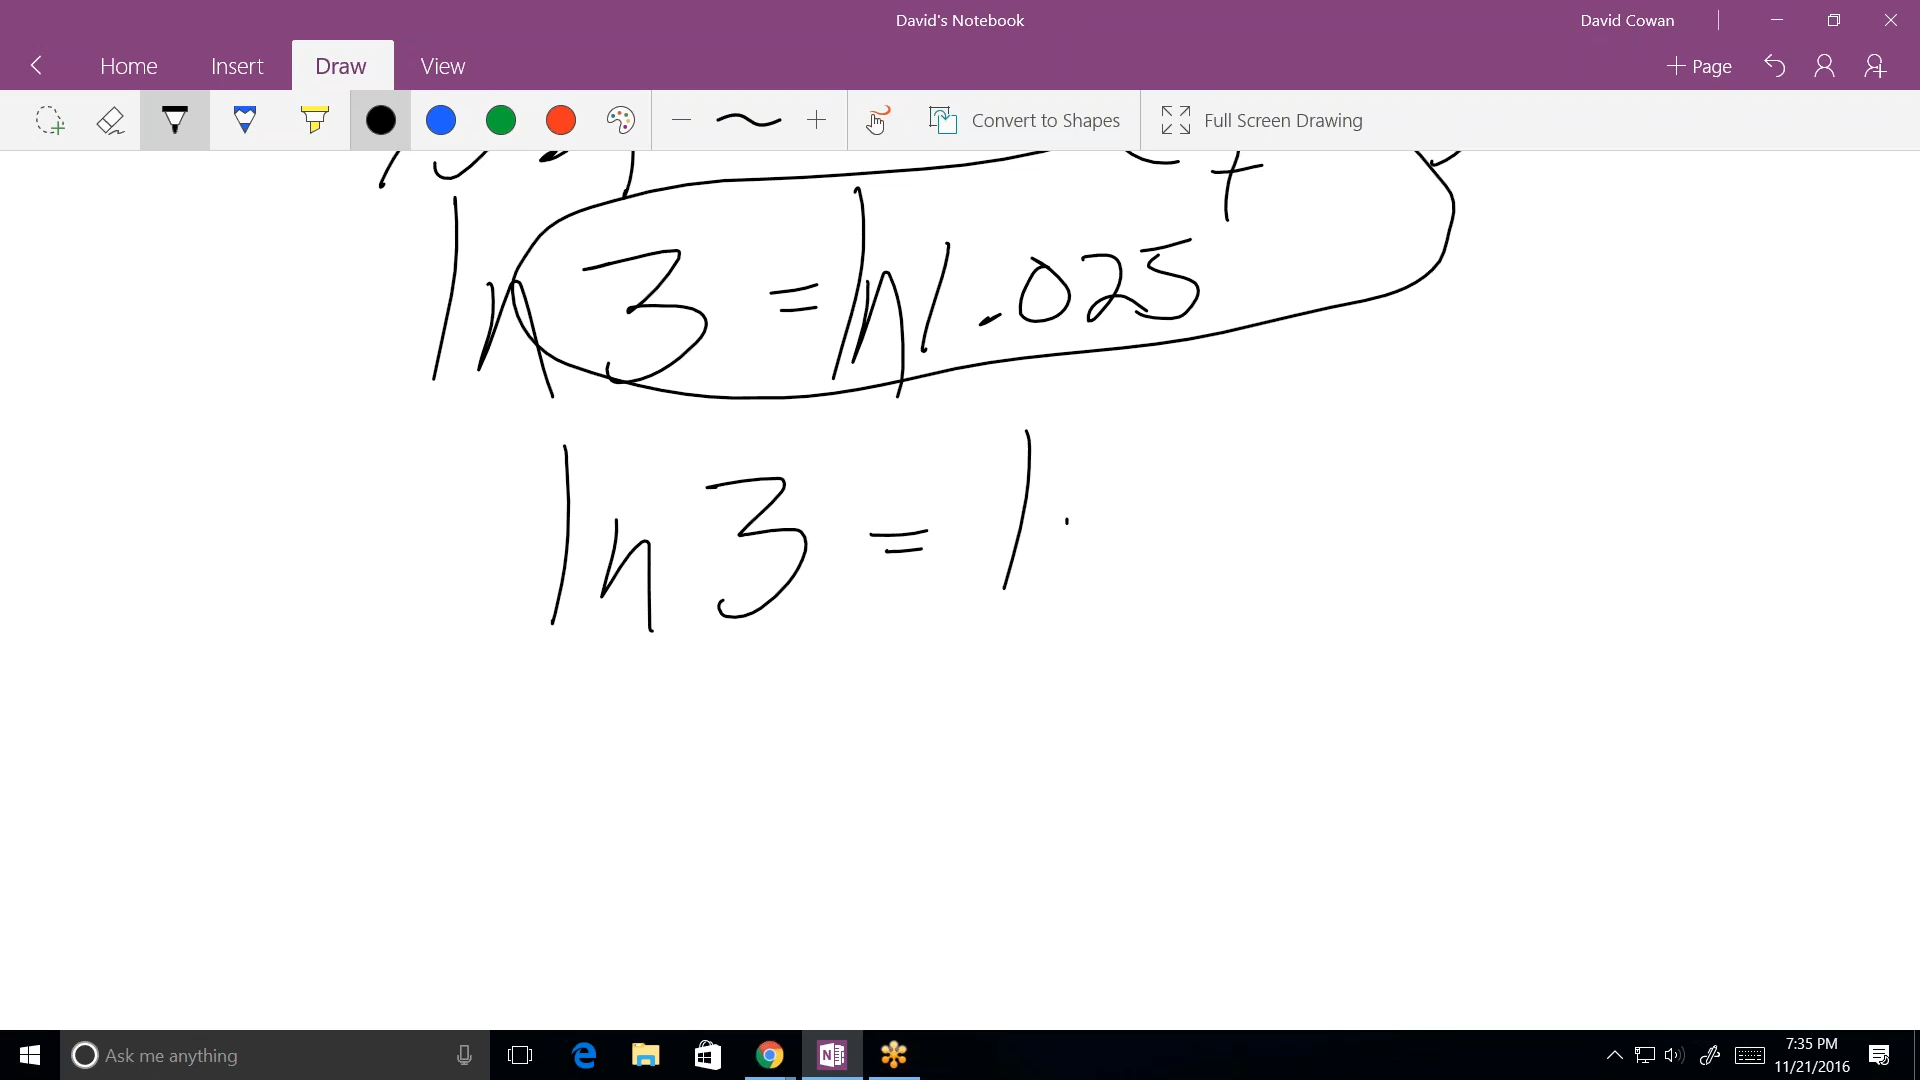 David's Notebook
David Cowan
Home Insert Draw View
Page
Convert to Shapes
Full Screen Drawing
ln 3 = ln 1.025
ln 3 = l
Ask me anything
7:35 PM
11/21/2016